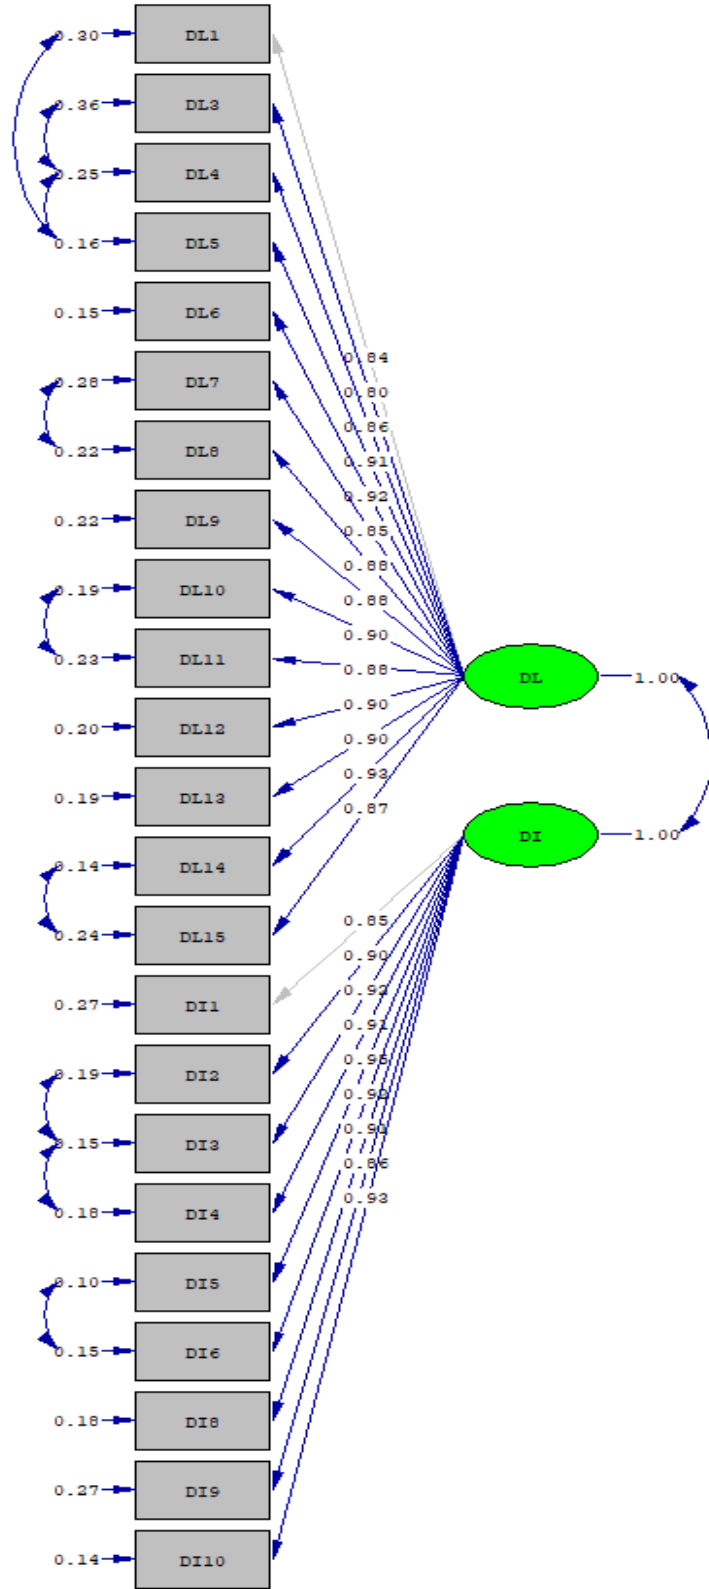 0.30 DL1
0.36 DL3
0.25 DL4
0.16 DL5
0.15 DL6
0.28 DL7
0.22 DL8
0.22 DL9
0.19 DL10
0.23 DL11
0.20 DL12
0.19 DL13
0.14 DL14
0.24 DL15
0.27 DI1
0.19 DI2
0.15 DI3
0.18 DI4
0.10 DI5
0.15 DI6
0.18 DI8
0.27 DI9
0.14 DI10
0.84
0.80
0.86
0.91
0.92
0.85
0.88
0.88
0.90
0.88
0.90
0.90
0.93
0.87
0.85
0.90
0.92
0.91
0.95
0.92
0.91
0.86
0.93
DL 1.00
DI 1.00